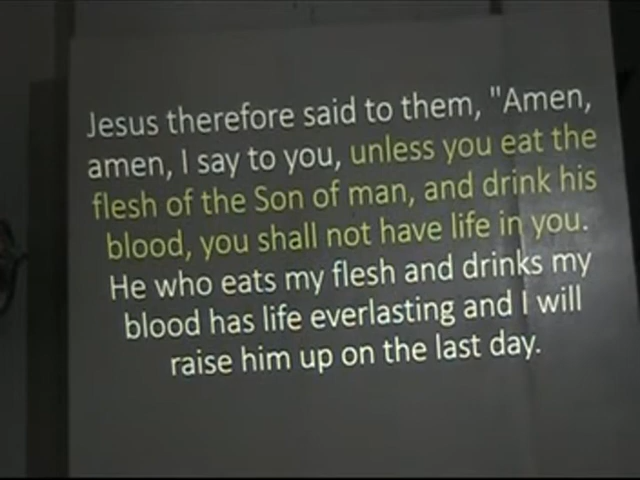 Jesus therefore said to them, "Amen,
amen, I say to you, unless you eat the
flesh of the Son of man, and drink his
blood, you shall not have life in you.
He who eats my flesh and drinks my
blood has life everlasting and I will
raise him up on the last day.